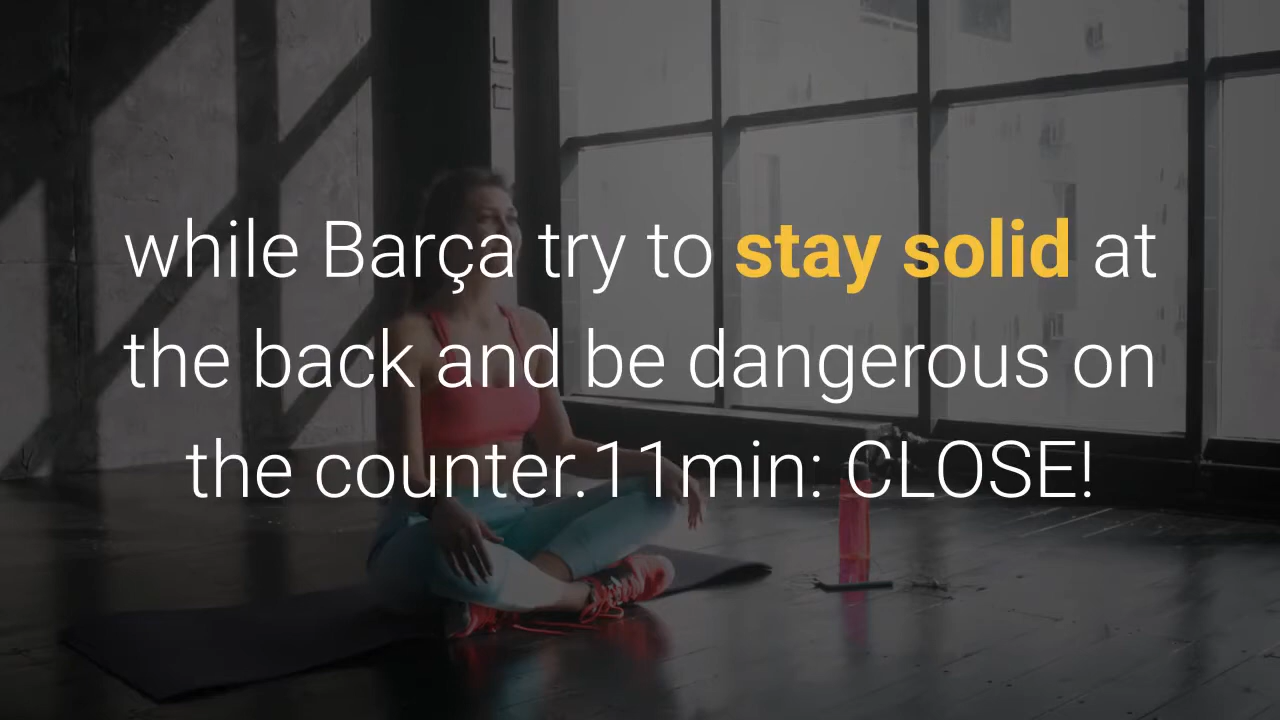 while Barça try to stay solid at
the back and be dangerous on
the counter.11min: CLOSE!